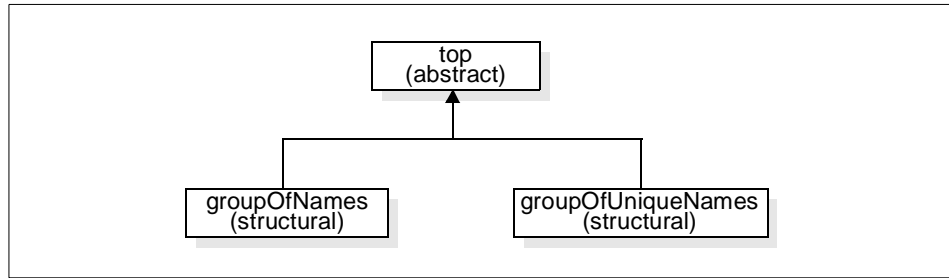 top
(abstract)
groupOfNames
(structural)
groupOfUniqueNames
(structural)